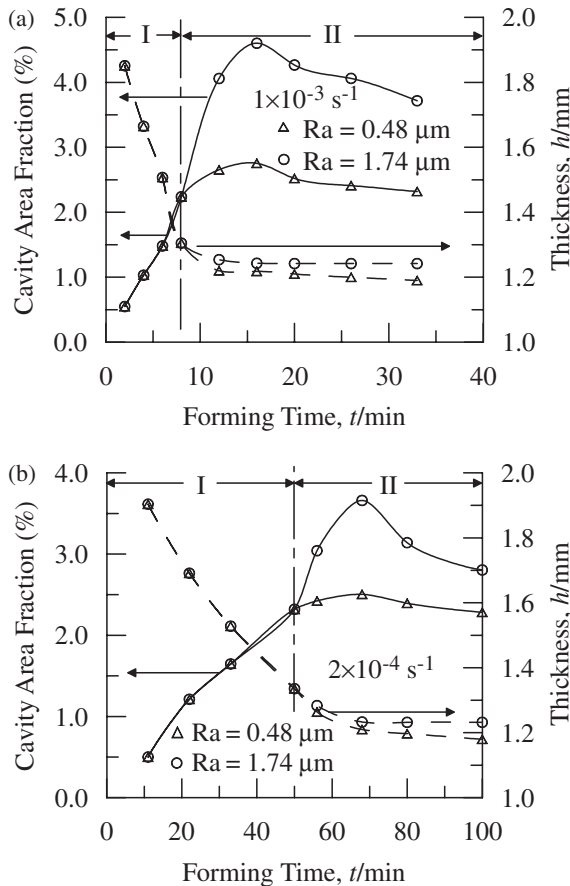 (a)
I
II
5.0
4.0
3.0
2.0
1.0
0.0
Cavity Area Fraction (%)
2.0
1.8
1.6
1.4
1.2
1.0
Thickness, h/mm
1×10⁻³ s⁻¹
Ra = 0.48 μm
Ra = 1.74 μm
0 10 20 30 40
Forming Time, t/min
(b)
I
II
4.0
3.0
2.0
1.0
0.0
Cavity Area Fraction (%)
2.0
1.8
1.6
1.4
1.2
1.0
Thickness, h/mm
2×10⁻⁴ s⁻¹
Ra = 0.48 μm
Ra = 1.74 μm
0 20 40 60 80 100
Forming Time, t/min